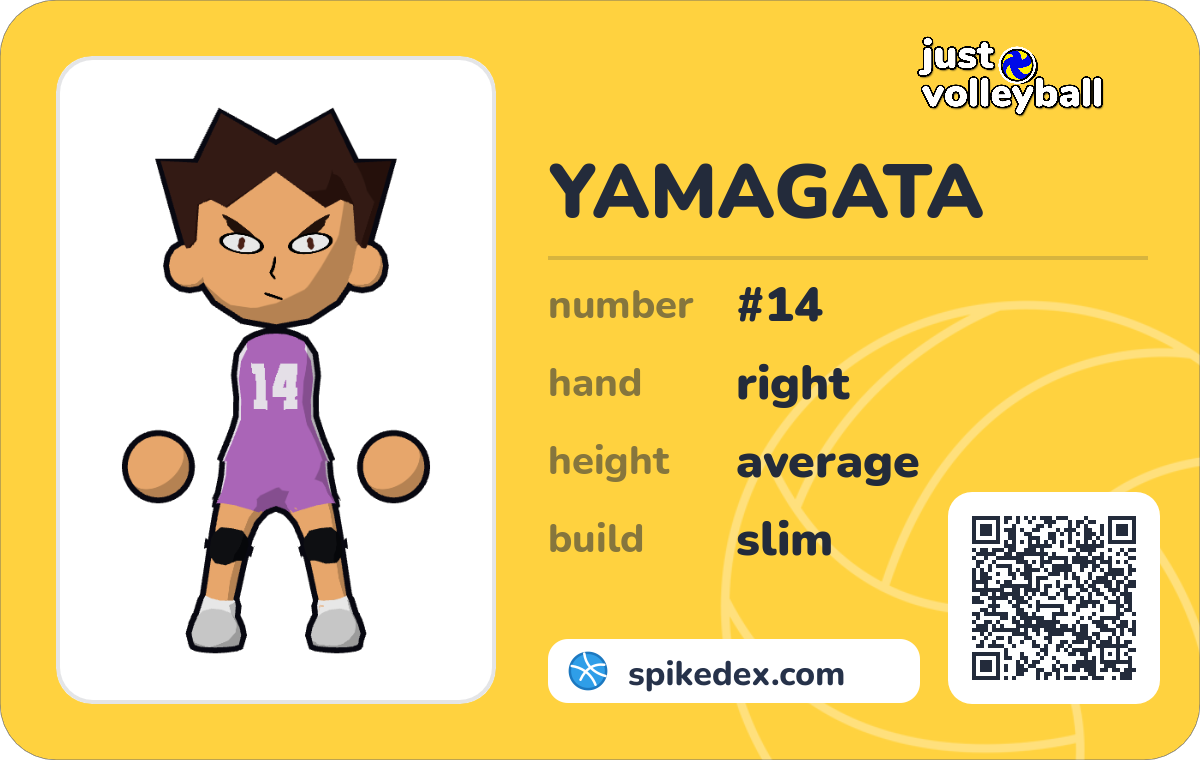 just
volleyball
YAMAGATA
number #14
hand right
height average
build slim
14
spikedex.com